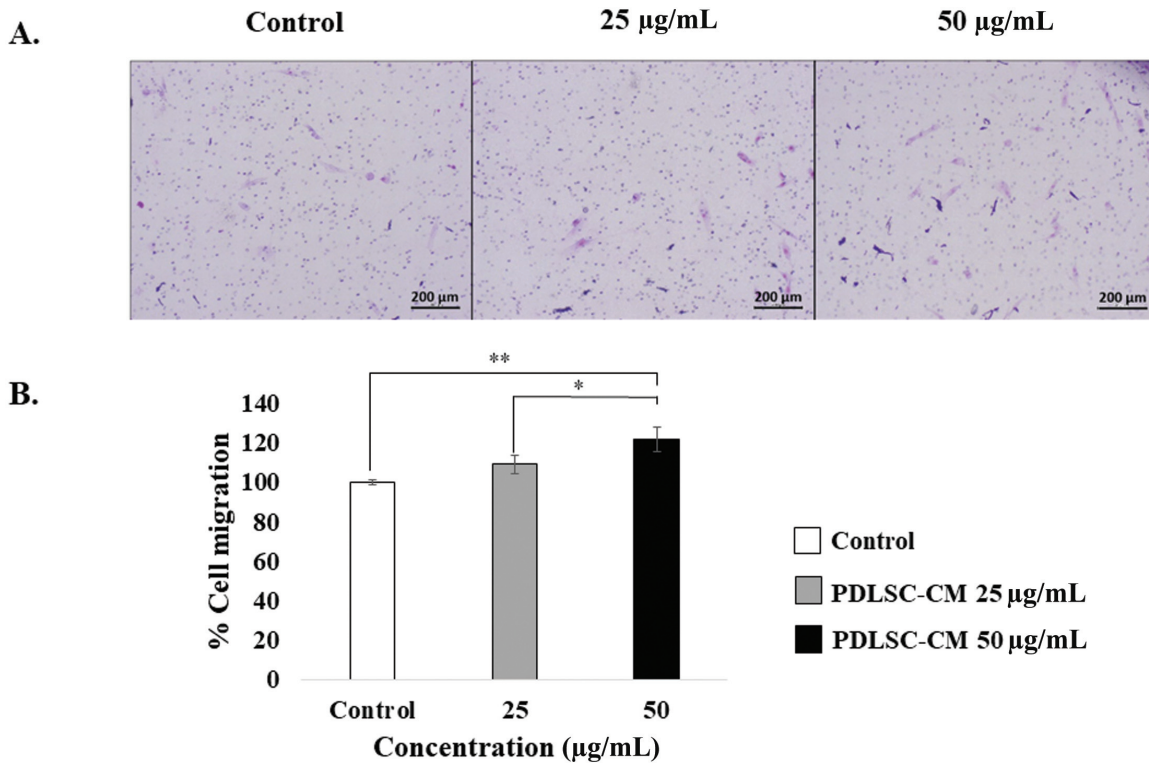 A.
Control 25 μg/mL 50 μg/mL
200 μm 200 μm 200 μm
B.
**
*
140
120
100
80
60
40
20
0
% Cell migration
Control 25 50
Concentration (μg/mL)
Control
PDLSC-CM 25 μg/mL
PDLSC-CM 50 μg/mL